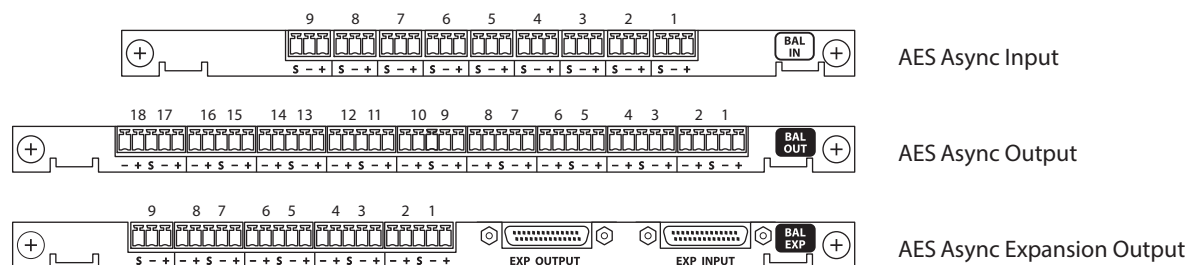 9 8 7 6 5 4 3 2 1
BAL IN
S – + S – + S – + S – + S – + S – + S – + S – + S – +
AES Async Input
18 17 16 15 14 13 12 11 10 9 8 7 6 5 4 3 2 1
BAL OUT
– + S – + – + S – + – + S – + – + S – + – + S – + – + S – + – + S – + – + S – + – + S – +
AES Async Output
9 8 7 6 5 4 3 2 1
BAL EXP
S – + – + S – + – + S – + – + S – + – + S – +
EXP OUTPUT EXP INPUT
AES Async Expansion Output